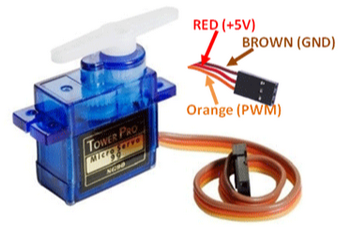 RED (+5V)
BROWN (GND)
Orange (PWM)
TOWER PRO
Micro Servo
9g
SG90